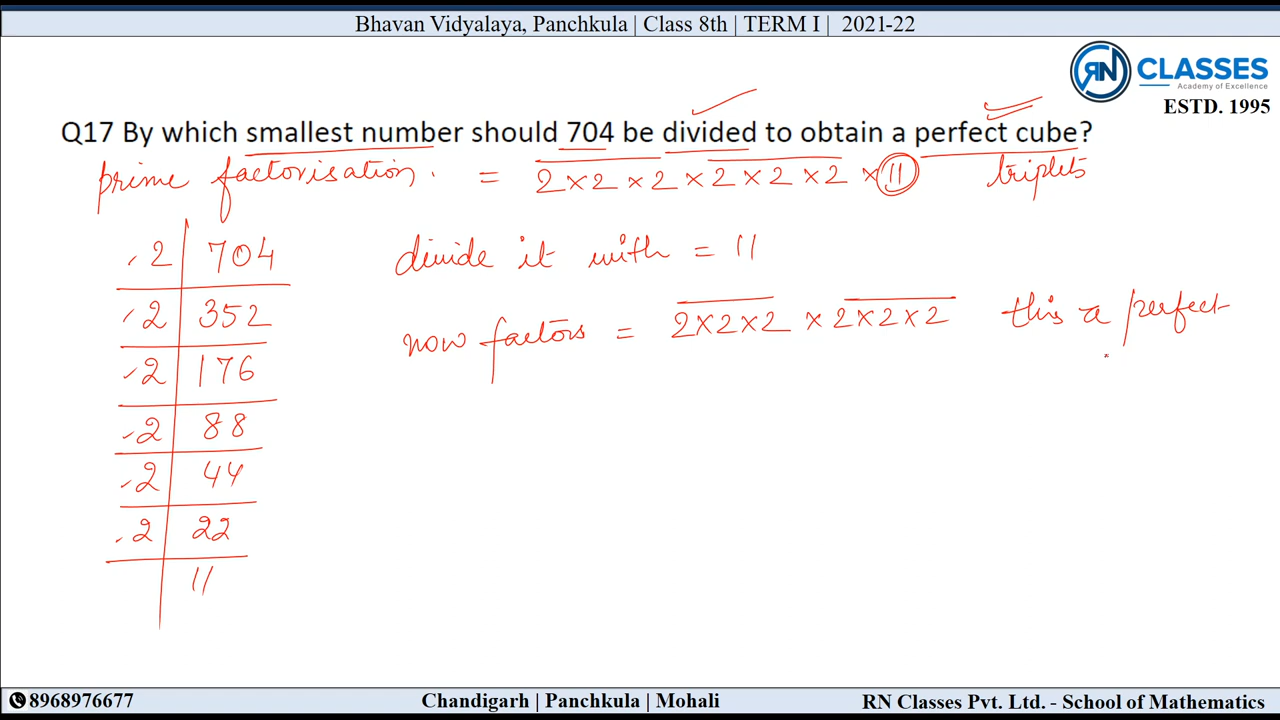 Bhavan Vidyalaya, Panchkula | Class 8th | TERM I | 2021-22
RN CLASSES
Academy of Excellence
ESTD. 1995
Q17 By which smallest number should 704 be divided to obtain a perfect cube?
prime factorisation. = 2 × 2 × 2 × 2 × 2 × 2 × 11 triplets
2 | 704
2 | 352
2 | 176
2 | 88
2 | 44
2 | 22
11
divide it with = 11
now factors = 2×2×2 × 2×2×2 this a perfect
8968976677
Chandigarh | Panchkula | Mohali
RN Classes Pvt. Ltd. - School of Mathematics